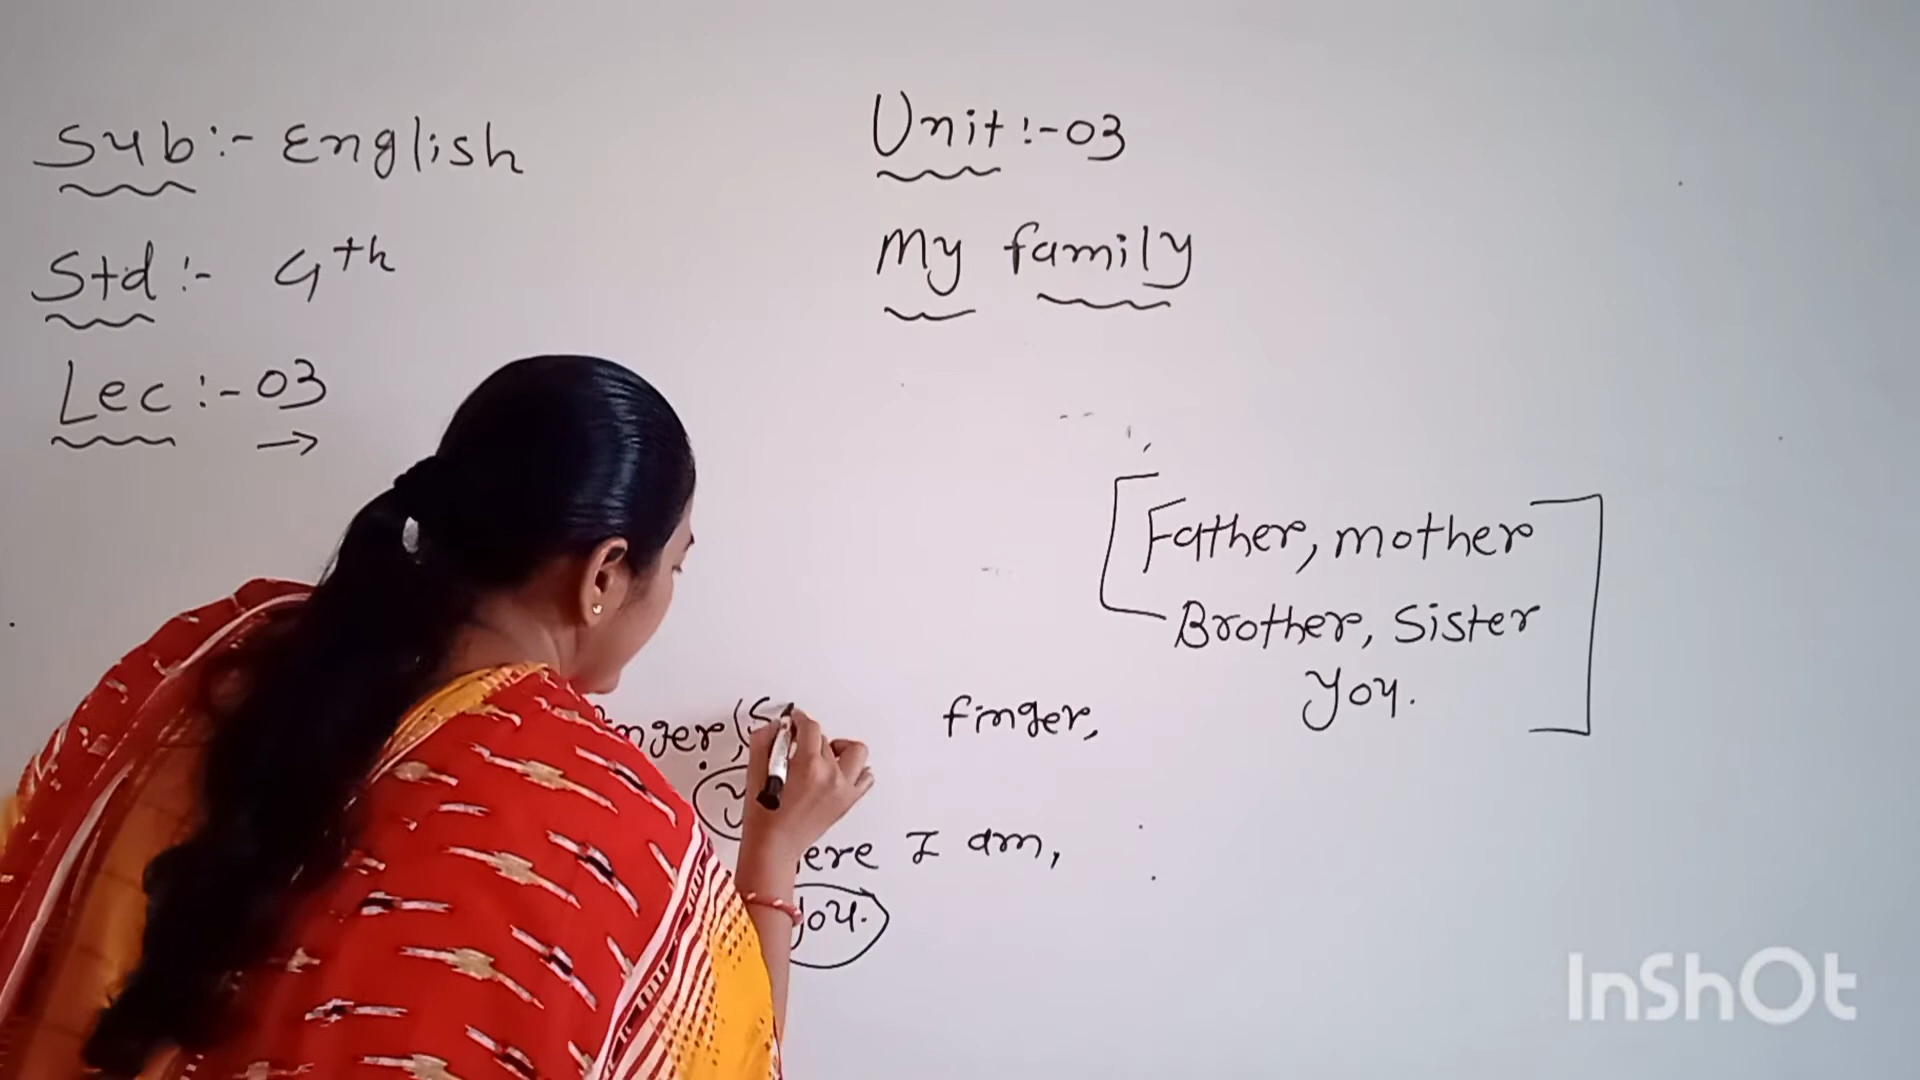 Sub:- English
Std:- 4th
Lec:-03
→
Unit:-03
My family
[Father, mother
Brother, Sister
You.]
finger,
ere I am,
you.
InShOt